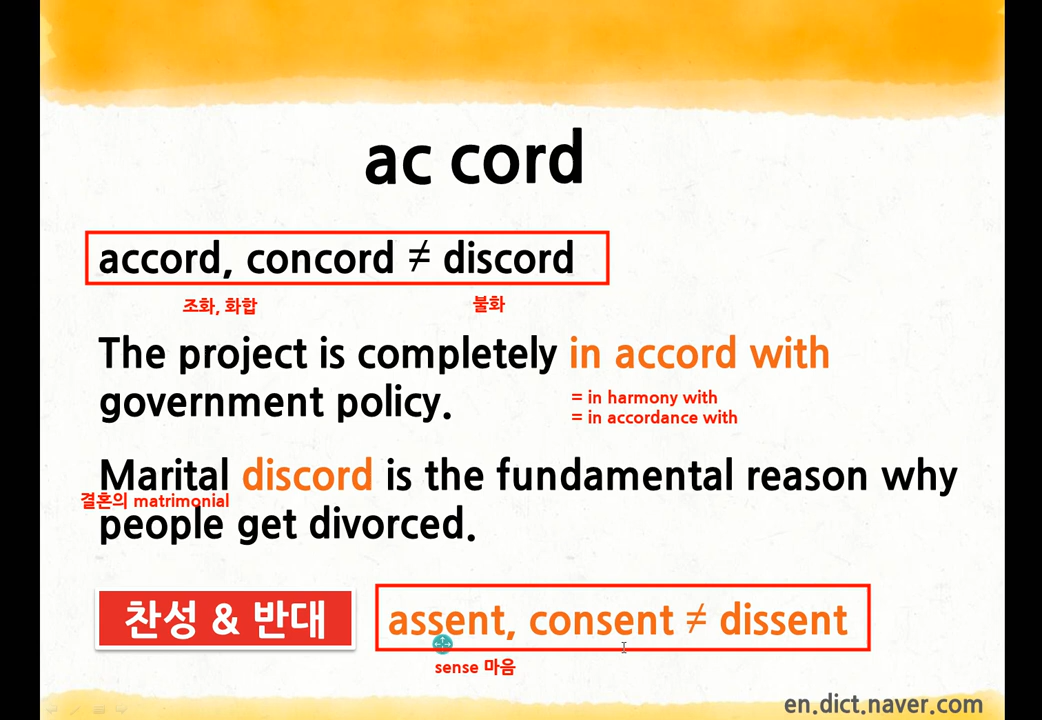 ac cord
accord, concord ≠ discord
조화, 화합 불화
The project is completely in accord with
government policy.
= in harmony with
= in accordance with
Marital discord is the fundamental reason why
결혼의 matrimonial
people get divorced.
찬성 & 반대
assent, consent ≠ dissent
sense 마음
en.dict.naver.com